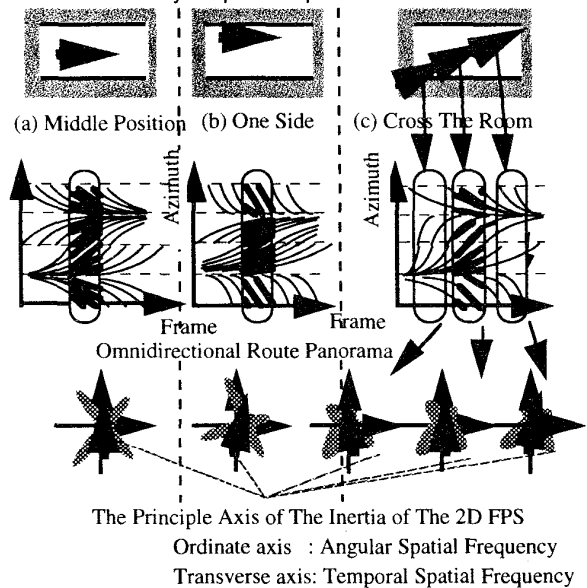 (a) Middle Position (b) One Side (c) Cross The Room
Azimuth
Azimuth
Frame
Frame
Omnidirectional Route Panorama
The Principle Axis of The Inertia of The 2D FPS
Ordinate axis : Angular Spatial Frequency
Transverse axis: Temporal Spatial Frequency